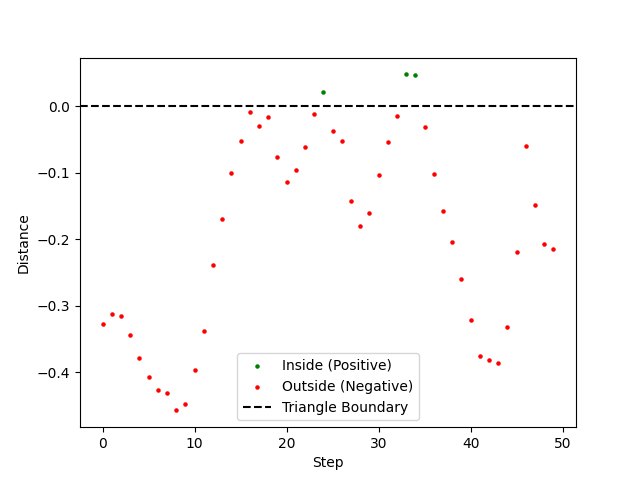 0.0
−0.1
−0.2
−0.3
−0.4
Distance
0 10 20 30 40 50
Step
Inside (Positive)
Outside (Negative)
Triangle Boundary